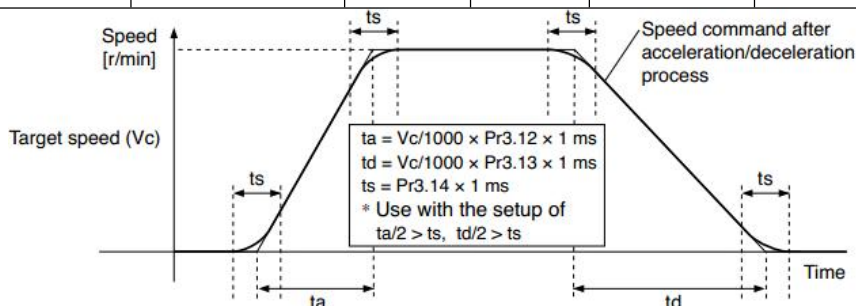 ts
ts
Speed
[r/min]
Speed command after
acceleration/deceleration
process
Target speed (Vc)
ta = Vc/1000 × Pr3.12 × 1 ms
td = Vc/1000 × Pr3.13 × 1 ms
ts = Pr3.14 × 1 ms
* Use with the setup of
ta/2 > ts, td/2 > ts
ts
ts
Time
ta
td